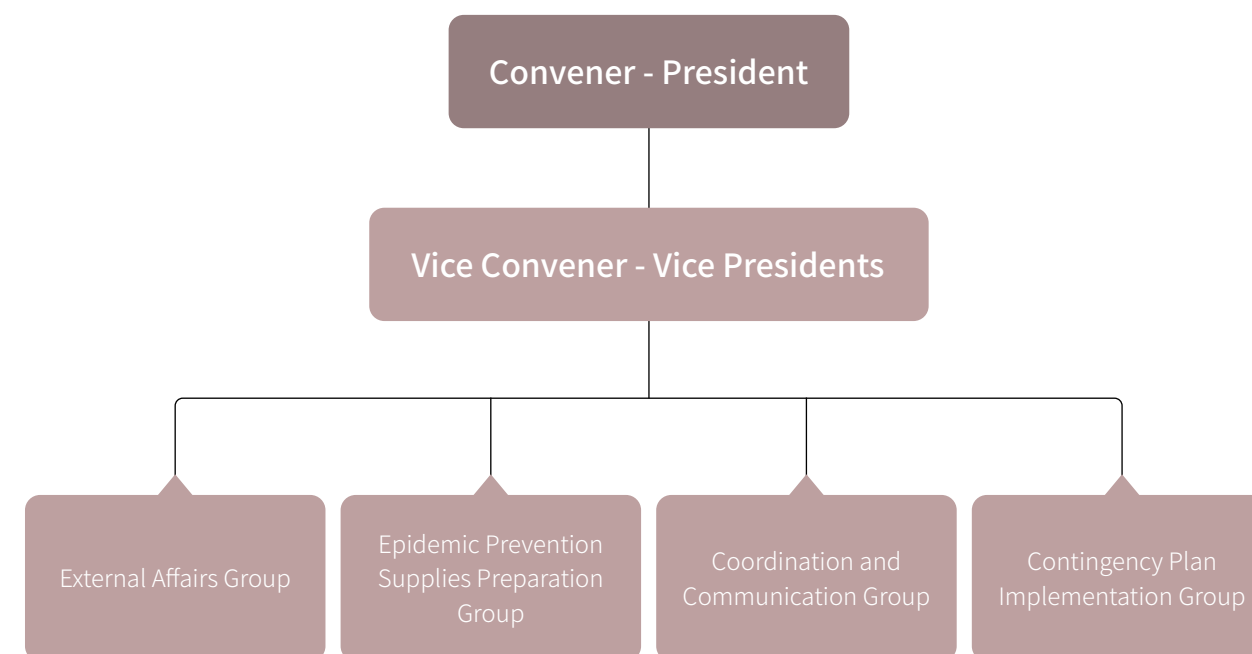 Convener - President
Vice Convener - Vice Presidents
External Affairs Group
Epidemic Prevention
Supplies Preparation
Group
Coordination and
Communication Group
Contingency Plan
Implementation Group